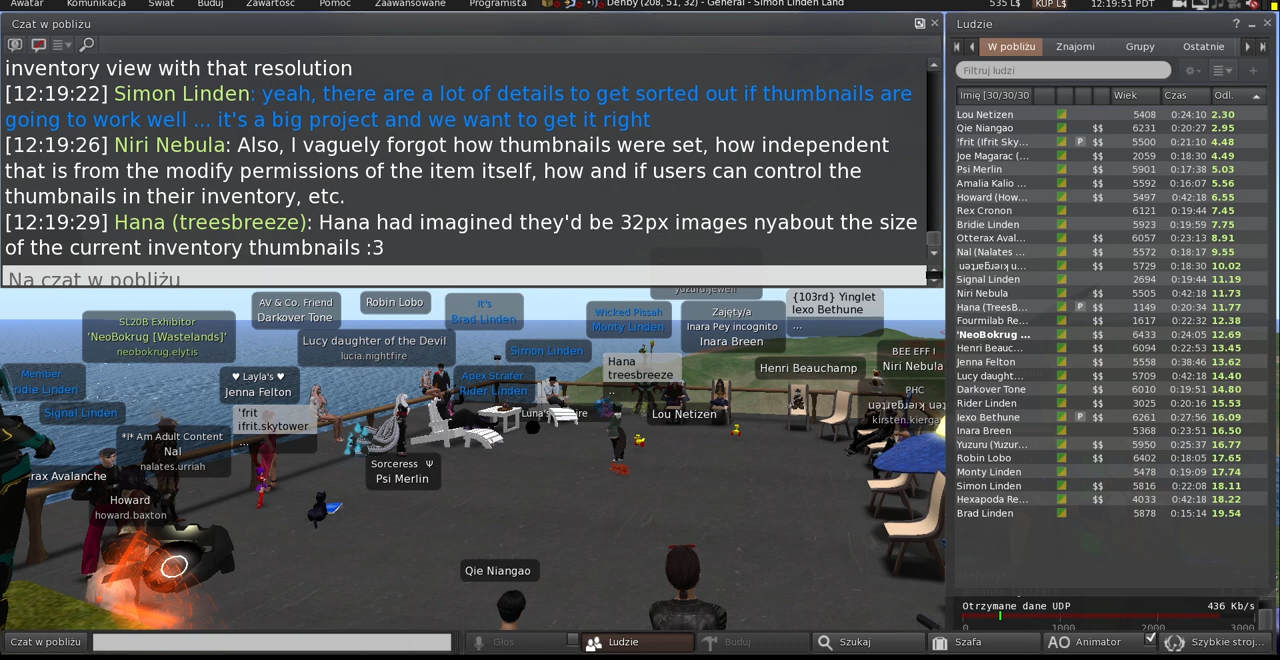 Awatar Komunikacja Świat Buduj Zawartość Pomoc Zaawansowane Programista Denby (208, 51, 32) - General - Simon Linden Land 535 L$ KUP L$ 12:19:51 PDT
Czat w pobliżu
inventory view with that resolution
[12:19:22] Simon Linden: yeah, there are a lot of details to get sorted out if thumbnails are
going to work well ... it's a big project and we want to get it right
[12:19:26] Niri Nebula: Also, I vaguely forgot how thumbnails were set, how independent
that is from the modify permissions of the item itself, how and if users can control the
thumbnails in their inventory, etc.
[12:19:29] Hana (treesbreeze): Hana had imagined they'd be 32px images nyabout the size
of the current inventory thumbnails :3
Na czat w pobliżu
yuzuru.jewell
AV & Co. Friend
Darkover Tone
Robin Lobo
It's
Brad Linden
Wicked Pissah
Monty Linden
Zajęty/a
Inara Pey incognito
Inara Breen
{103rd} Yinglet
Iexo Bethune
...
SL20B Exhibitor
'NeoBokrug [Wastelands]'
neobokrug.elytis
Lucy daughter of the Devil
lucia.nightfire
Simon Linden
Hana
treesbreeze
..
Henri Beauchamp
BEE EFF I
Niri Nebula
Member
ridie Linden
♥ Layla's ♥
Jenna Felton
Apex Strafer
Rider Linden
PHC
uǝʇɹɐƃɹǝʞ uǝʇ
kirsten.kierga
Signal Linden
'frit
ifrit.skytower
...
Luna's
ire
Lou Netizen
*!* Am Adult Content
Nal
nalates.urriah
rax Avalanche
Sorceress Ψ
Psi Merlin
Howard
howard.baxton
Qie Niangao
Ludzie
W pobliżu Znajomi Grupy Ostatnie
Filtruj ludzi
Imię [30/30/30 Wiek Czas Odl.
Lou Netizen 5408 0:24:10 2.30
Qie Niangao $$ 6231 0:20:27 2.95
'frit (Ifrit Sky... P $$ 5500 0:21:10 4.48
Joe Magarac (... $$ 2059 0:18:30 4.49
Psi Merlin $$ 5901 0:17:38 5.03
Amalia Kalio ... $$ 5592 0:16:07 5.56
Howard (How... $$ 5497 0:42:18 6.55
Rex Cronon 6121 0:19:44 7.45
Bridie Linden 5923 0:19:59 7.75
Otterax Aval... $$ 6057 0:23:13 8.91
Nal (Nalates ... $$ 5572 0:18:17 9.55
$$ 5729 0:18:30 10.02
Signal Linden 2694 0:19:44 11.19
Niri Nebula $$ 5505 0:42:18 11.73
Hana (TreesB... P $$ 1149 0:20:34 11.77
Fourmilab Re... $$ 1617 0:22:32 12.38
'NeoBokrug ... $$ 6433 0:24:05 12.69
Henri Beauc... $$ 6094 0:22:53 13.45
Jenna Felton $$ 5558 0:38:46 13.62
Lucy daught... $$ 5709 0:42:18 14.40
Darkover Tone $$ 6010 0:19:51 14.80
Rider Linden $$ 3025 0:20:16 15.53
Iexo Bethune P $$ 6261 0:27:56 16.09
Inara Breen 5368 0:23:51 16.50
Yuzuru (Yuzur... $$ 5950 0:25:37 16.77
Robin Lobo $$ 6402 0:18:05 17.65
Monty Linden 5478 0:19:09 17.74
Simon Linden $$ 5816 0:22:08 18.11
Hexapoda Re... $$ 4033 0:42:18 18.22
Brad Linden 5878 0:15:14 19.54
Otrzymane dane UDP 436 Kb/s
0 1000 2000 3000
Czat w pobliżu Głos Ludzie Buduj Szukaj Szafa AO Animator Szybkie stroj...